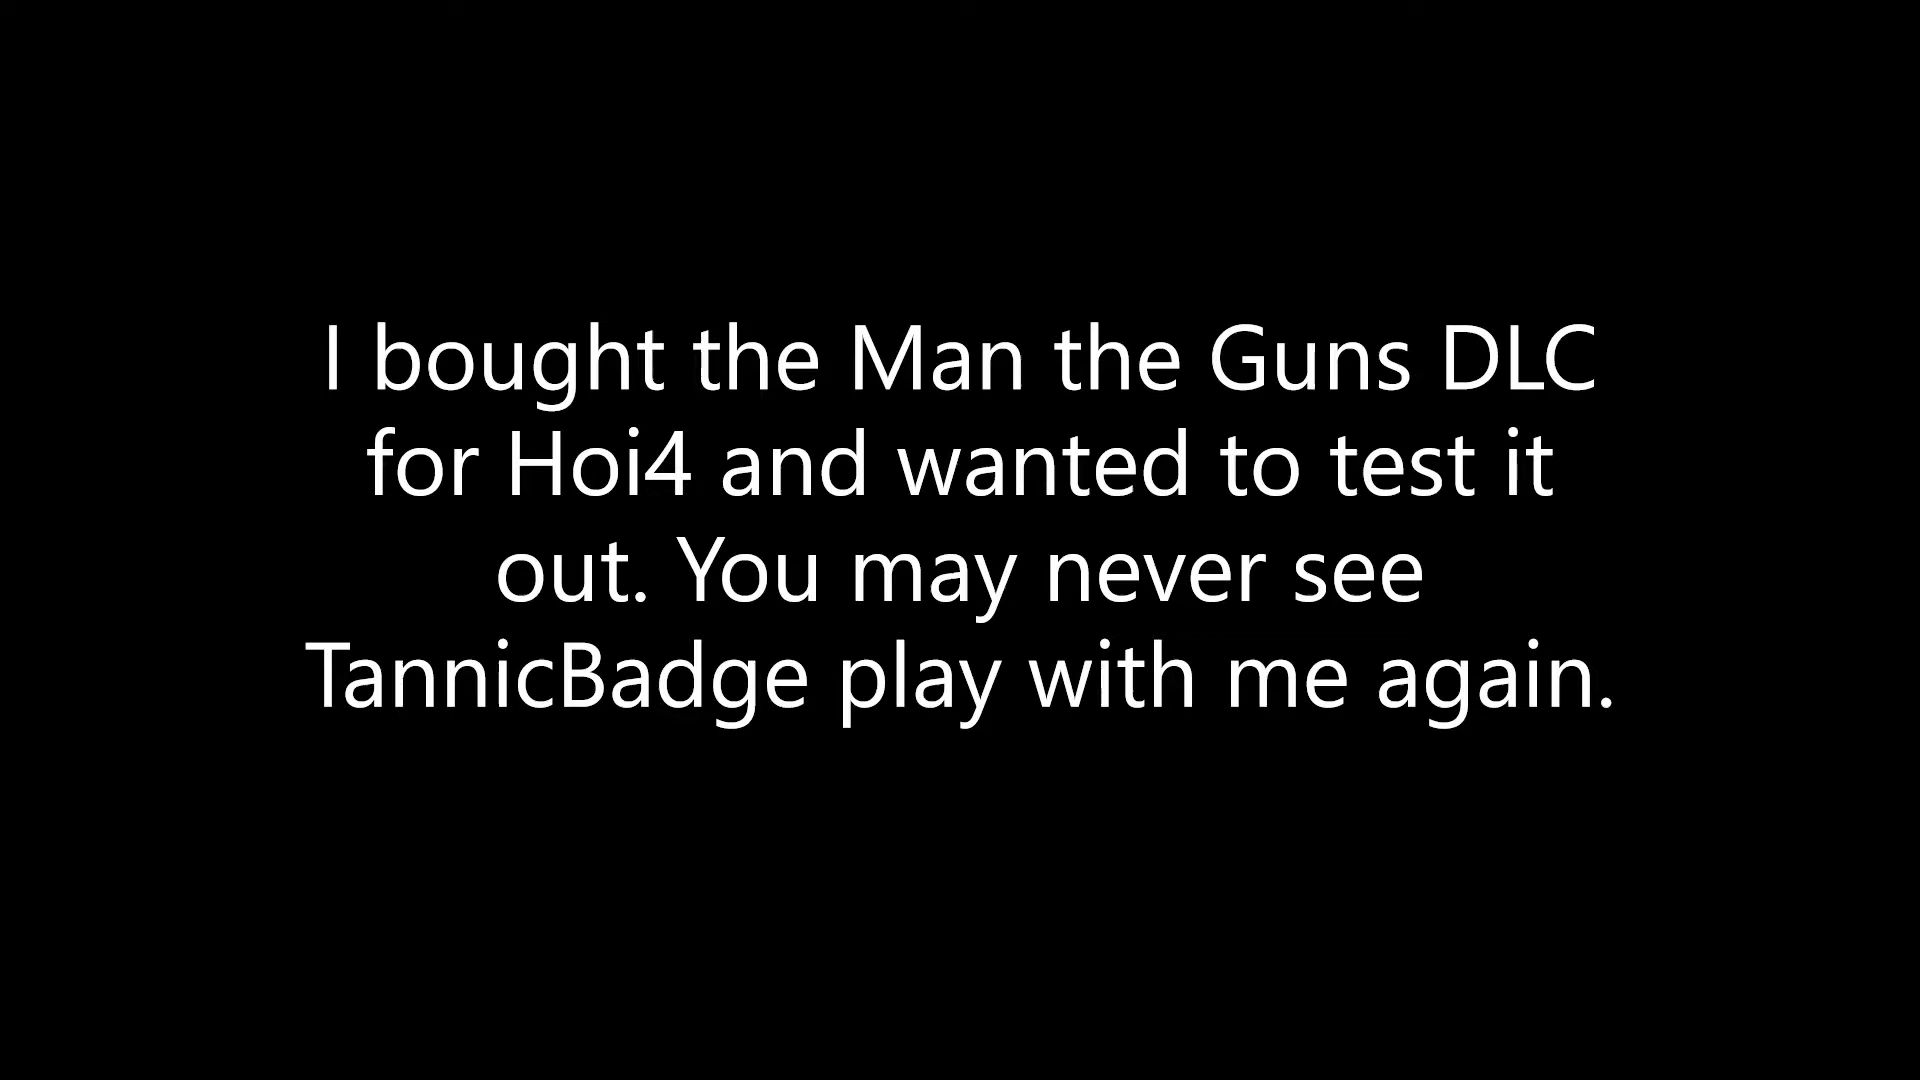 I bought the Man the Guns DLC
for Hoi4 and wanted to test it
out. You may never see
TannicBadge play with me again.